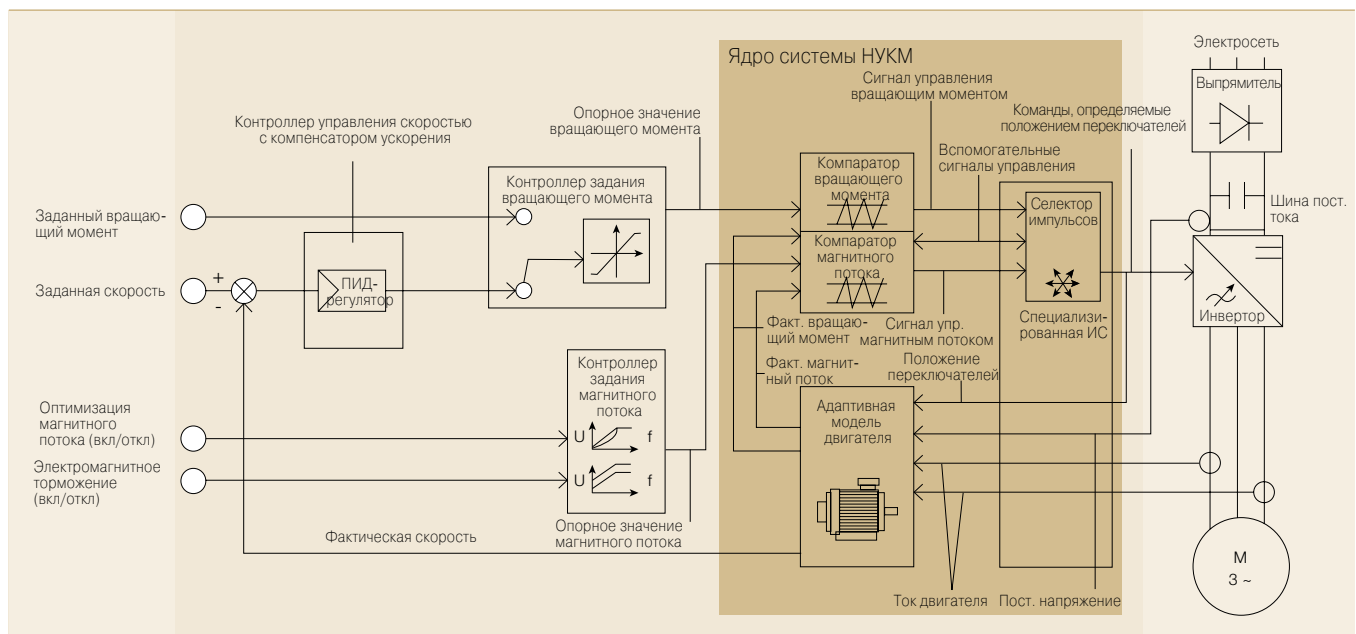 Ядро системы НУКМ
Электросеть
Выпрямитель
Сигнал управления
вращающим моментом
Команды, определяемые
положением переключателей
Опорное значение
вращающего момента
Контроллер управления скоростью
с компенсатором ускорения
Вспомогательные
сигналы управления
Компаратор
вращающего
момента
Контроллер задания
вращающего момента
Селектор
импульсов
Шина пост.
тока
Заданный вращаю-
щий момент
Компаратор
магнитного
потока
+
Заданная скорость
-
ПИД-
регулятор
Специализи-
рованная ИС
Инвертор
Факт. вращаю-
щий момент
Сигнал упр.
магнитным потоком
Факт. магнит-
ный поток
Положение
переключателей
Контроллер
задания
магнитного
потока
Оптимизация
магнитного
потока (вкл/откл)
U f
Адаптивная
модель
двигателя
Электромагнитное
торможение
(вкл/откл)
U f
Опорное значение
магнитного потока
Фактическая скорость
M
3 ~
Ток двигателя
Пост. напряжение